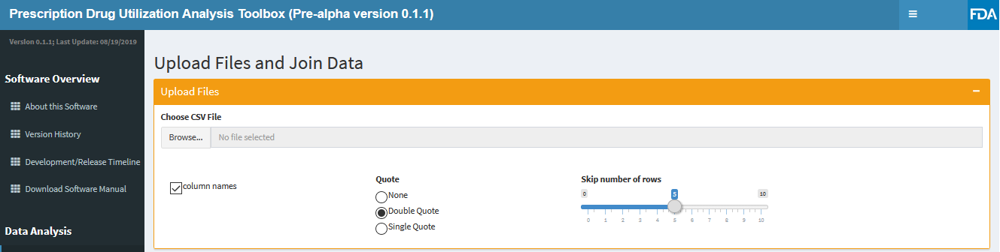 Prescription Drug Utilization Analysis Toolbox (Pre-alpha version 0.1.1)
FDA
Version 0.1.1; Last Update: 08/19/2019
Software Overview
About this Software
Version History
Development/Release Timeline
Download Software Manual
Data Analysis
Upload Files and Join Data
Upload Files
Choose CSV File
Browse... No file selected
column names
Quote
None
Double Quote
Single Quote
Skip number of rows
0 5 10
0 1 2 3 4 5 6 7 8 9 10